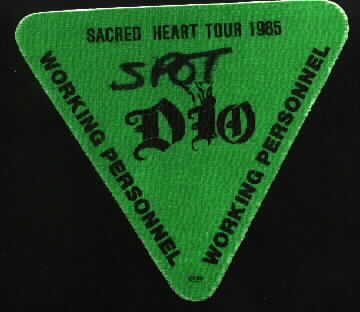 SACRED HEART TOUR 1985
SPOT
DIO
WORKING PERSONNEL
WORKING PERSONNEL